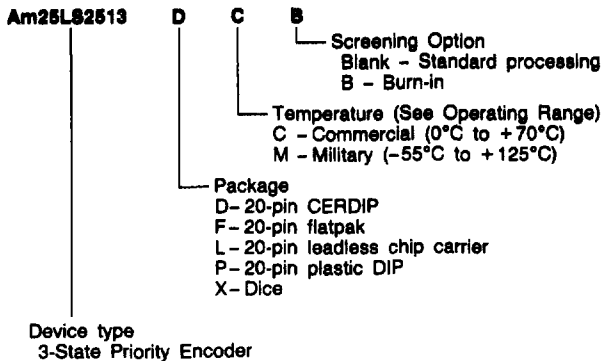 Am25LS2513 D C B
Screening Option
Blank – Standard processing
B – Burn-in
Temperature (See Operating Range)
C – Commercial (0°C to +70°C)
M – Military (–55°C to +125°C)
Package
D – 20-pin CERDIP
F – 20-pin flatpak
L – 20-pin leadless chip carrier
P – 20-pin plastic DIP
X – Dice
Device type
3-State Priority Encoder